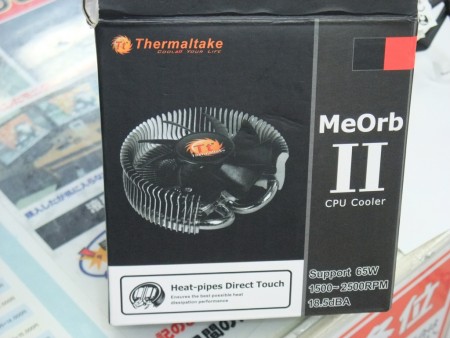 Thermaltake
COOLER YOUR LIFE
MeOrb
II
CPU Cooler
Heat-pipes Direct Touch
Ensures the best possible heat
dissipation performance
Support 65W
1500~2500RPM
18.5dBA